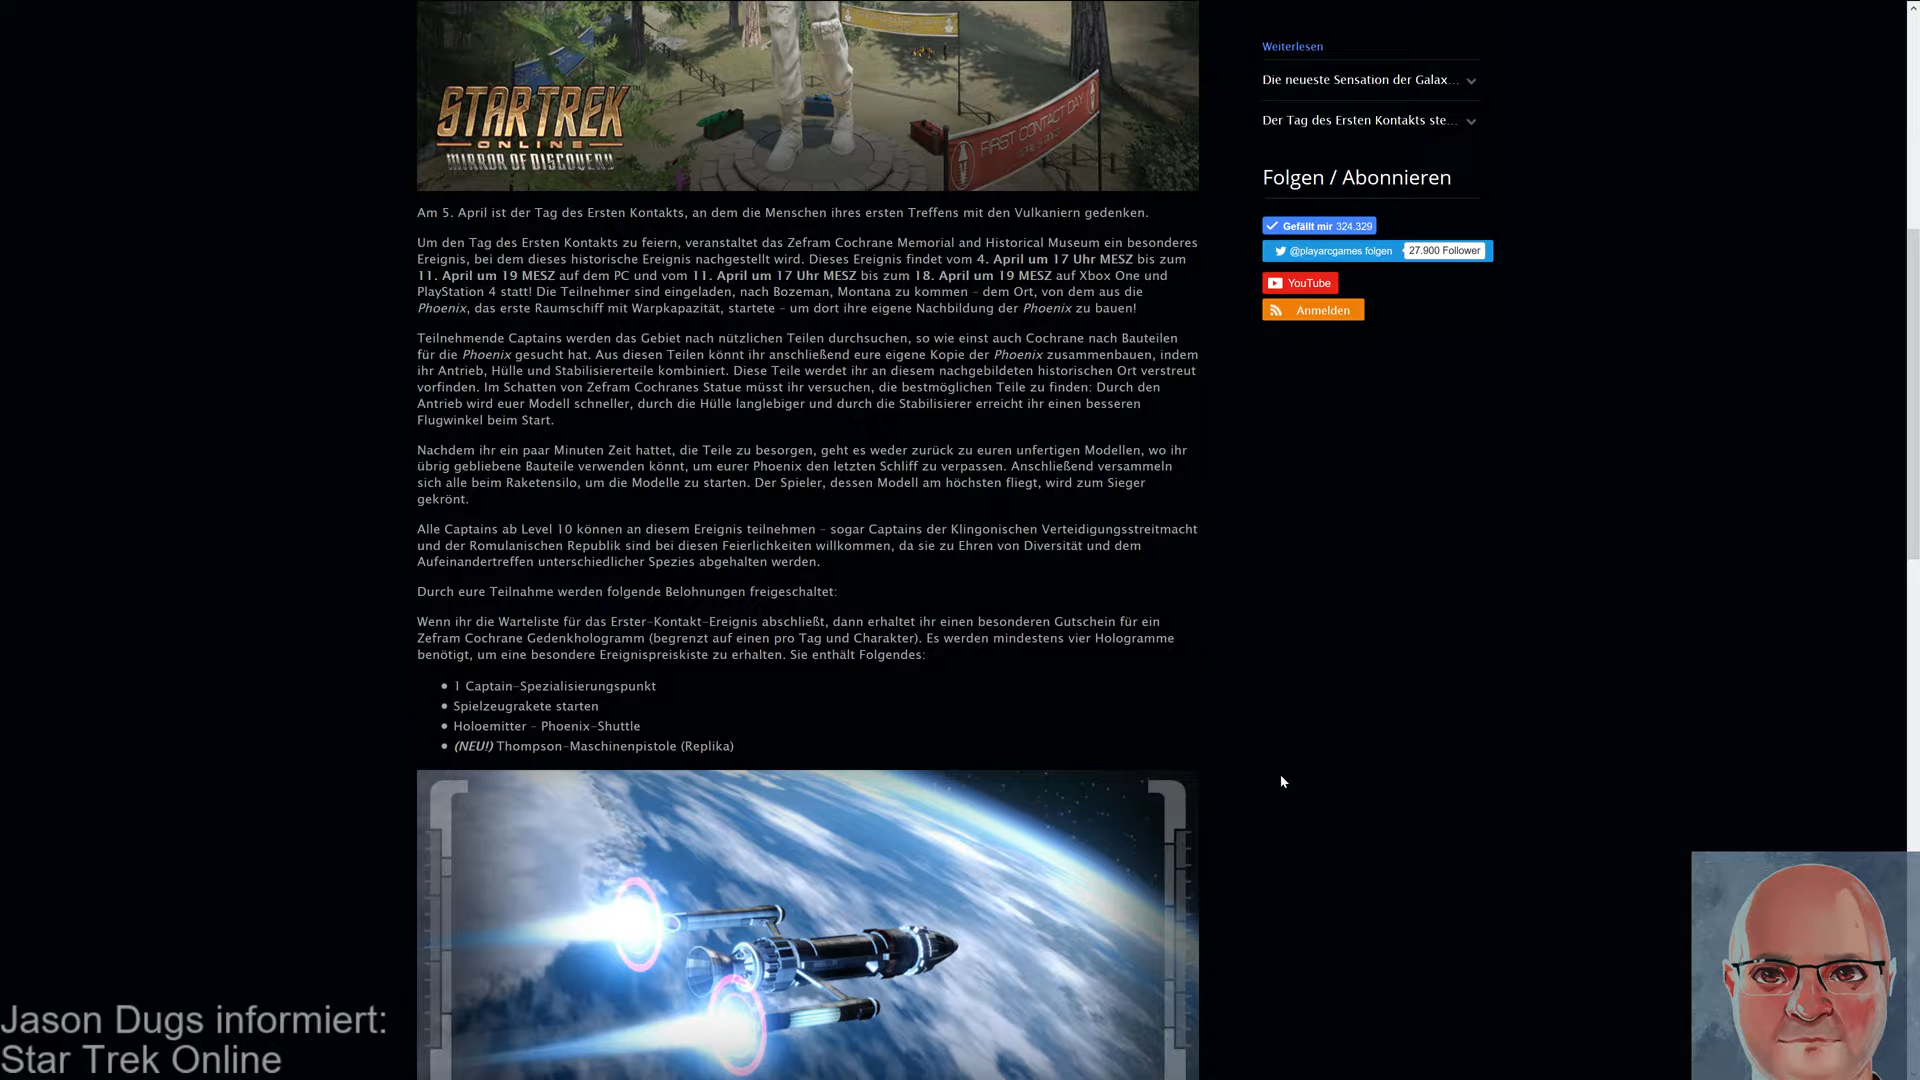 STAR TREK
ONLINE
MIRROR OF DISCOVERY
FIRST CONTACT DAY
Am 5. April ist der Tag des Ersten Kontakts, an dem die Menschen ihres ersten Treffens mit den Vulkaniern gedenken.
Um den Tag des Ersten Kontakts zu feiern, veranstaltet das Zefram Cochrane Memorial and Historical Museum ein besonderes
Ereignis, bei dem dieses historische Ereignis nachgestellt wird. Dieses Ereignis findet vom 4. April um 17 Uhr MESZ bis zum
11. April um 19 MESZ auf dem PC und vom 11. April um 17 Uhr MESZ bis zum 18. April um 19 MESZ auf Xbox One und
PlayStation 4 statt! Die Teilnehmer sind eingeladen, nach Bozeman, Montana zu kommen – dem Ort, von dem aus die
Phoenix, das erste Raumschiff mit Warpkapazität, startete – um dort ihre eigene Nachbildung der Phoenix zu bauen!
Teilnehmende Captains werden das Gebiet nach nützlichen Teilen durchsuchen, so wie einst auch Cochrane nach Bauteilen
für die Phoenix gesucht hat. Aus diesen Teilen könnt ihr anschließend eure eigene Kopie der Phoenix zusammenbauen, indem
ihr Antrieb, Hülle und Stabilisiererteile kombiniert. Diese Teile werdet ihr an diesem nachgebildeten historischen Ort verstreut
vorfinden. Im Schatten von Zefram Cochranes Statue müsst ihr versuchen, die bestmöglichen Teile zu finden: Durch den
Antrieb wird euer Modell schneller, durch die Hülle langlebiger und durch die Stabilisierer erreicht ihr einen besseren
Flugwinkel beim Start.
Nachdem ihr ein paar Minuten Zeit hattet, die Teile zu besorgen, geht es weder zurück zu euren unfertigen Modellen, wo ihr
übrig gebliebene Bauteile verwenden könnt, um eurer Phoenix den letzten Schliff zu verpassen. Anschließend versammeln
sich alle beim Raketensilo, um die Modelle zu starten. Der Spieler, dessen Modell am höchsten fliegt, wird zum Sieger
gekrönt.
Alle Captains ab Level 10 können an diesem Ereignis teilnehmen – sogar Captains der Klingonischen Verteidigungsstreitmacht
und der Romulanischen Republik sind bei diesen Feierlichkeiten willkommen, da sie zu Ehren von Diversität und dem
Aufeinandertreffen unterschiedlicher Spezies abgehalten werden.
Durch eure Teilnahme werden folgende Belohnungen freigeschaltet:
Wenn ihr die Warteliste für das Erster-Kontakt-Ereignis abschließt, dann erhaltet ihr einen besonderen Gutschein für ein
Zefram Cochrane Gedenkhologramm (begrenzt auf einen pro Tag und Charakter). Es werden mindestens vier Hologramme
benötigt, um eine besondere Ereignispreiskiste zu erhalten. Sie enthält Folgendes:
• 1 Captain-Spezialisierungspunkt
• Spielzeugrakete starten
• Holoemitter – Phoenix-Shuttle
• (NEU!) Thompson-Maschinenpistole (Replika)
Weiterlesen
Die neueste Sensation der Galax...
Der Tag des Ersten Kontakts ste...
Folgen / Abonnieren
Gefällt mir 324.329
@playarcgames folgen 27.900 Follower
YouTube
Anmelden
Jason Dugs informiert:
Star Trek Online